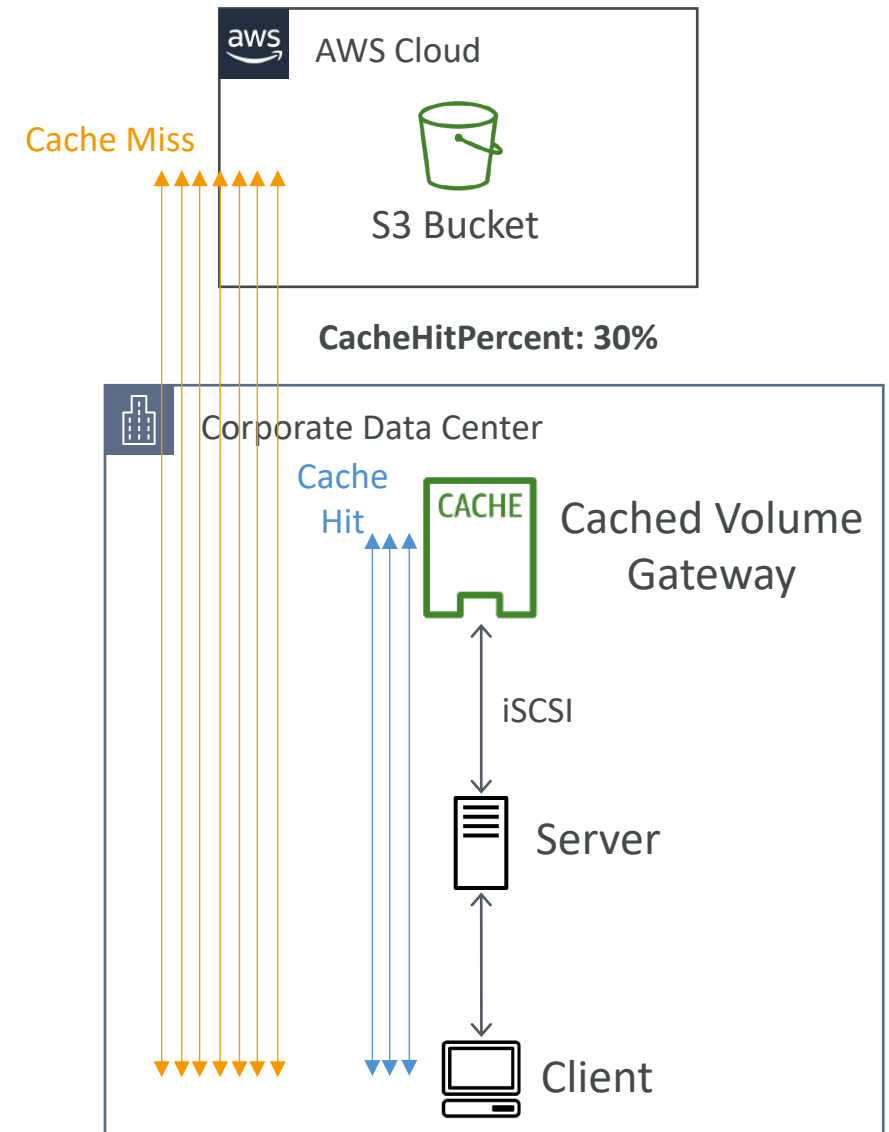 aws
AWS Cloud
Cache Miss
S3 Bucket
CacheHitPercent: 30%
Corporate Data Center
Cache
Hit
CACHE
Cached Volume
Gateway
iSCSI
Server
Client